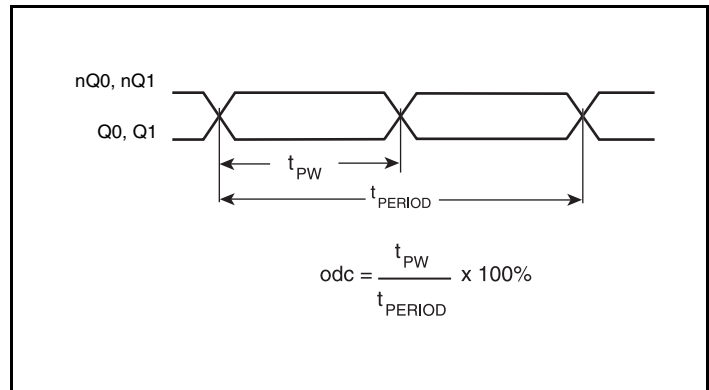 nQ0, nQ1
Q0, Q1
tPW
tPERIOD
odc = tPW / tPERIOD x 100%